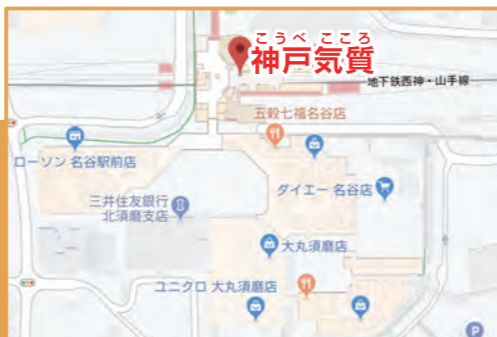 こうべ こころ
神戸気質
地下鉄西神・山手線
五穀七福名谷店
ローソン 名谷駅前店
ダイエー 名谷店
三井住友銀行
北須磨支店
大丸須磨店
ユニクロ 大丸須磨店
P